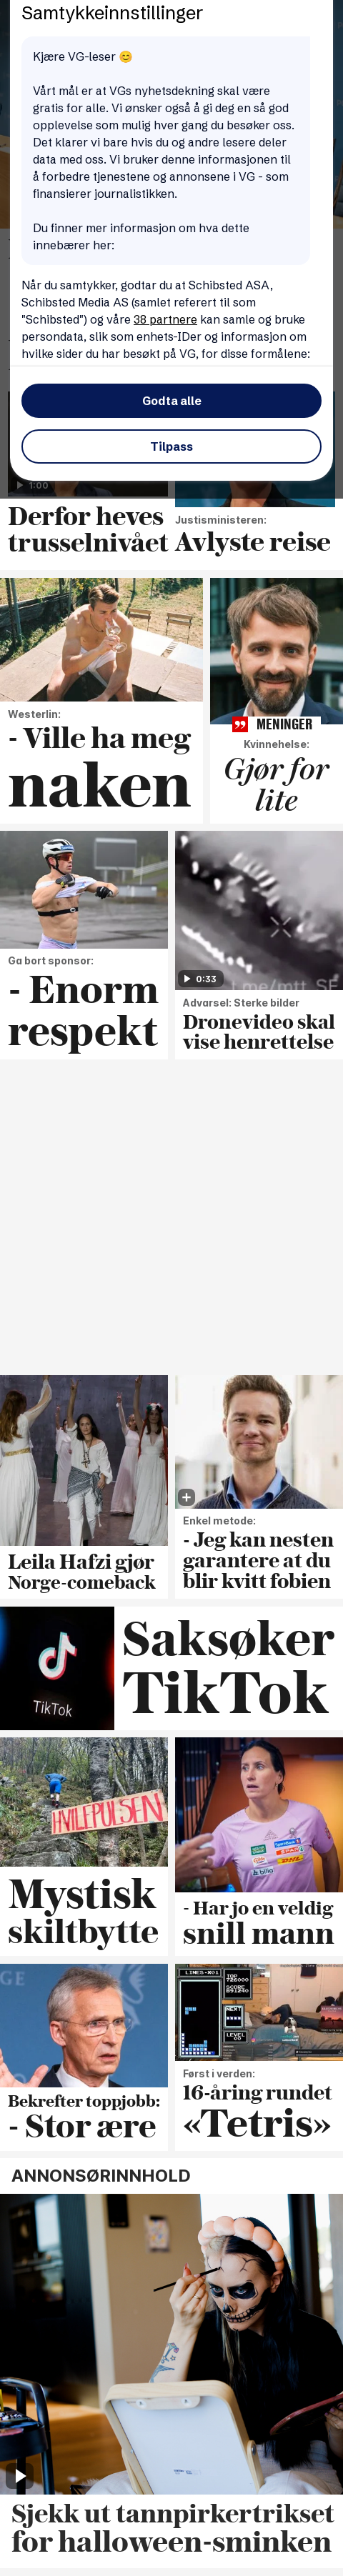 Samtykkeinnstillinger
Kjære VG-leser 😊
Vårt mål er at VGs nyhetsdekning skal være
gratis for alle. Vi ønsker også å gi deg en så god
opplevelse som mulig hver gang du besøker oss.
Det klarer vi bare hvis du og andre lesere deler
data med oss. Vi bruker denne informasjonen til
å forbedre tjenestene og annonsene i VG - som
finansierer journalistikken.
Du finner mer informasjon om hva dette
innebærer her:
Når du samtykker, godtar du at Schibsted ASA,
Schibsted Media AS (samlet referert til som
"Schibsted") og våre 38 partnere kan samle og bruke
persondata, slik som enhets-IDer og informasjon om
hvilke sider du har besøkt på VG, for disse formålene:
Godta alle
Tilpass
1:00
Derfor heves
trusselnivået
Justisministeren:
Avlyste reise
Westerlin:
- Ville ha meg
naken
MENINGER
Kvinnehelse:
Gjør for
lite
Ga bort sponsor:
- Enorm
respekt
0:33
Advarsel: Sterke bilder
Dronevideo skal
vise henrettelse
Leila Hafzi gjør
Norge-comeback
Enkel metode:
- Jeg kan nesten
garantere at du
blir kvitt fobien
TikTok
Saksøker
TikTok
HVILEPULSEN
Mystisk
skiltbytte
- Har jo en veldig
snill mann
Bekrefter toppjobb:
- Stor ære
LINES-X01
TOP
726000
SCORE
891240
NEXT
LEVEL
Først i verden:
16-åring rundet
«Tetris»
ANNONSØRINNHOLD
Sjekk ut tannpirkertrikset
for halloween-sminken